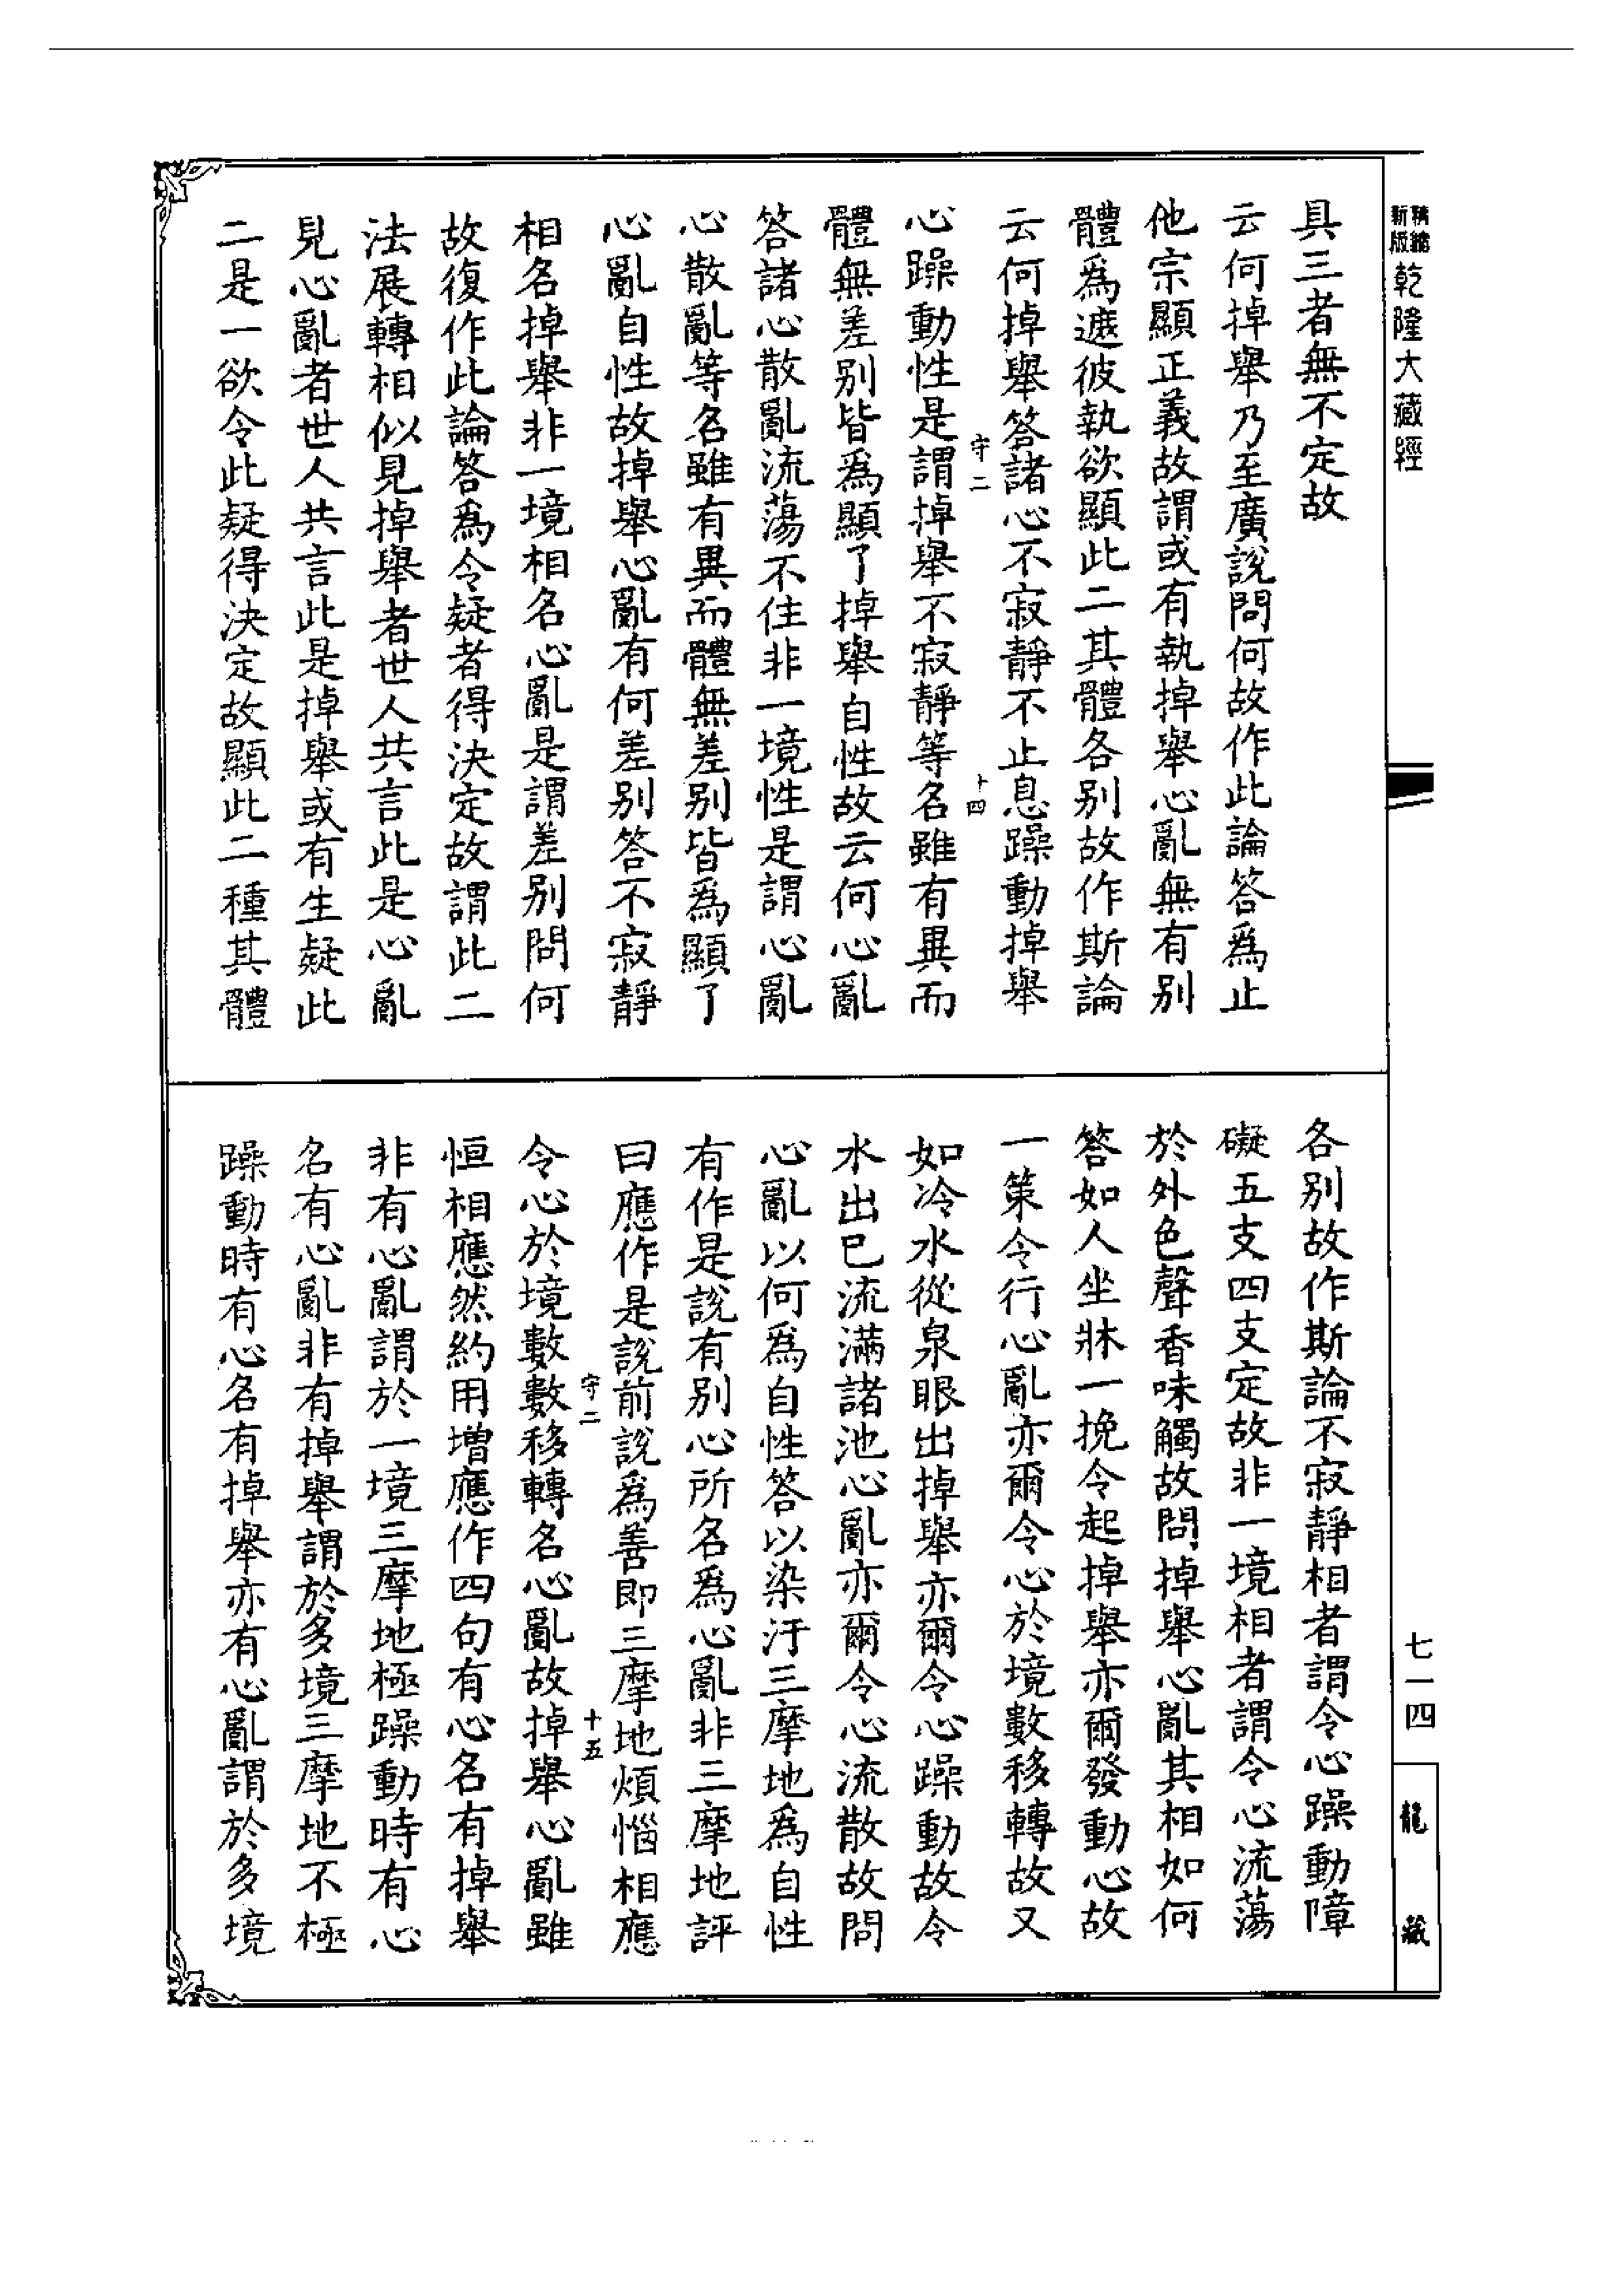 新版精縮乾隆大藏經
具三者無不定故
云何掉舉乃至廣說問何故作此論答為止
他宗顯正義故謂或有執掉舉心亂無有別
體為遮彼執欲顯此二其體各別故作斯論
云何掉舉答諸心不寂靜不止息躁動掉舉
守二
十四
心躁動性是謂掉舉不寂靜等名雖有異而
體無差別皆為顯了掉舉自性故云何心亂
答諸心散亂流蕩不住非一境性是謂心亂
心散亂等名雖有異而體無差別皆為顯了
心亂自性故掉舉心亂有何差別答不寂靜
相名掉舉非一境相名心亂是謂差別問何
故復作此論答為令疑者得決定故謂此二
法展轉相似見掉舉者世人共言此是心亂
見心亂者世人共言此是掉舉或有生疑此
二是一欲令此疑得決定故顯此二種其體
各別故作斯論不寂靜相者謂令心躁動障
礙五支四支定故非一境相者謂令心流蕩
於外色聲香味觸故問掉舉心亂其相如何
答如人坐牀一挽令起掉舉亦爾發動心故
一策令行心亂亦爾令心於境數移轉故又
如冷水從泉眼出掉舉亦爾令心躁動故令
水出已流滿諸池心亂亦爾令心流散故問
心亂以何為自性答以染汙三摩地為自性
有作是說有別心所名為心亂非三摩地評
曰應作是說前說為善即三摩地煩惱相應
守二
十五
令心於境數數移轉名心亂故掉舉心亂雖
恒相應然約用增應作四句有心名有掉舉
非有心亂謂於一境三摩地極躁動時有心
名有心亂非有掉舉謂於多境三摩地不極
躁動時有心名有掉舉亦有心亂謂於多境
七一四
龍藏